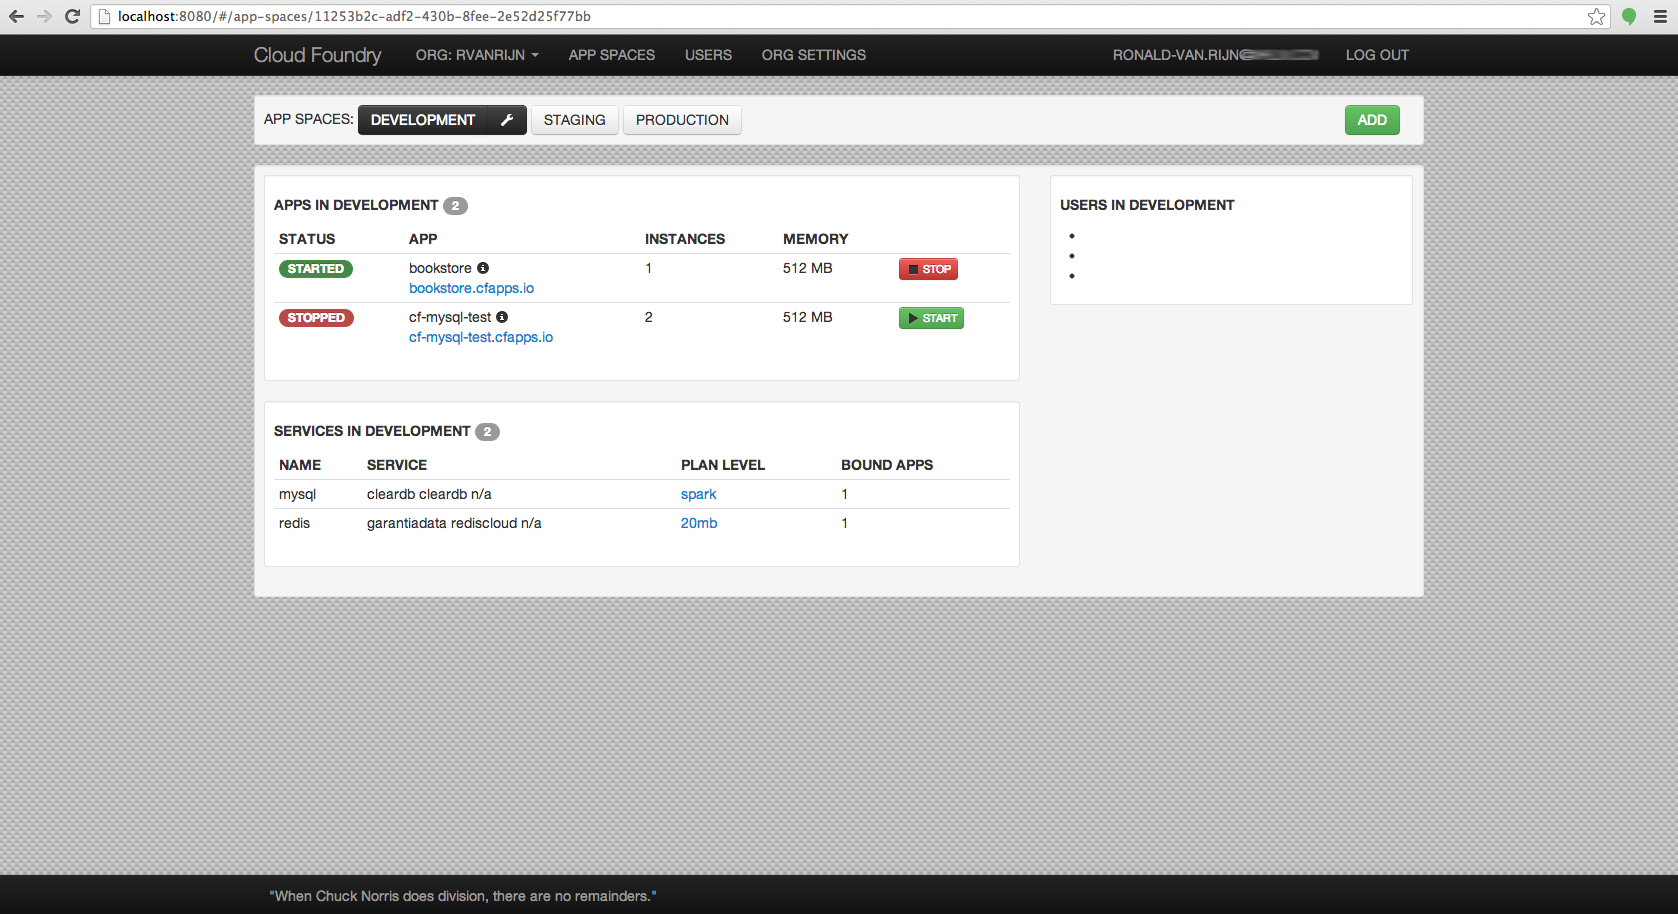 localhost:8080/#/app-spaces/11253b2c-adf2-430b-8fee-2e52d25f77bb
Cloud Foundry ORG: RVANRIJN APP SPACES USERS ORG SETTINGS RONALD-VAN.RIJN LOG OUT
APP SPACES: DEVELOPMENT STAGING PRODUCTION ADD
APPS IN DEVELOPMENT 2
STATUS APP INSTANCES MEMORY
STARTED bookstore 1 512 MB STOP
bookstore.cfapps.io
STOPPED cf-mysql-test 2 512 MB START
cf-mysql-test.cfapps.io
USERS IN DEVELOPMENT
SERVICES IN DEVELOPMENT 2
NAME SERVICE PLAN LEVEL BOUND APPS
mysql cleardb cleardb n/a spark 1
redis garantiadata rediscloud n/a 20mb 1
"When Chuck Norris does division, there are no remainders."